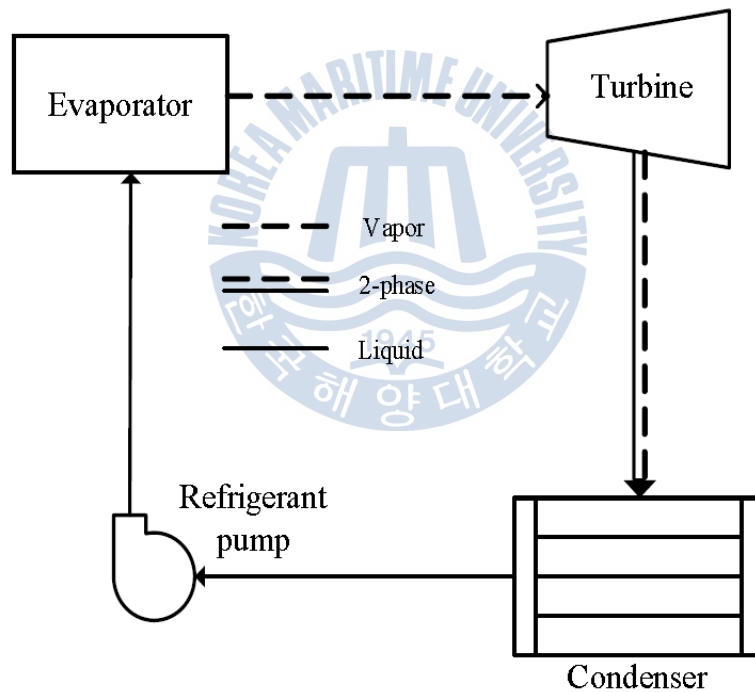 Evaporator
Turbine
KOREA MARITIME UNIVERSITY
Vapor
2-phase
1945
Liquid
한국해양대학교
Refrigerant
pump
Condenser